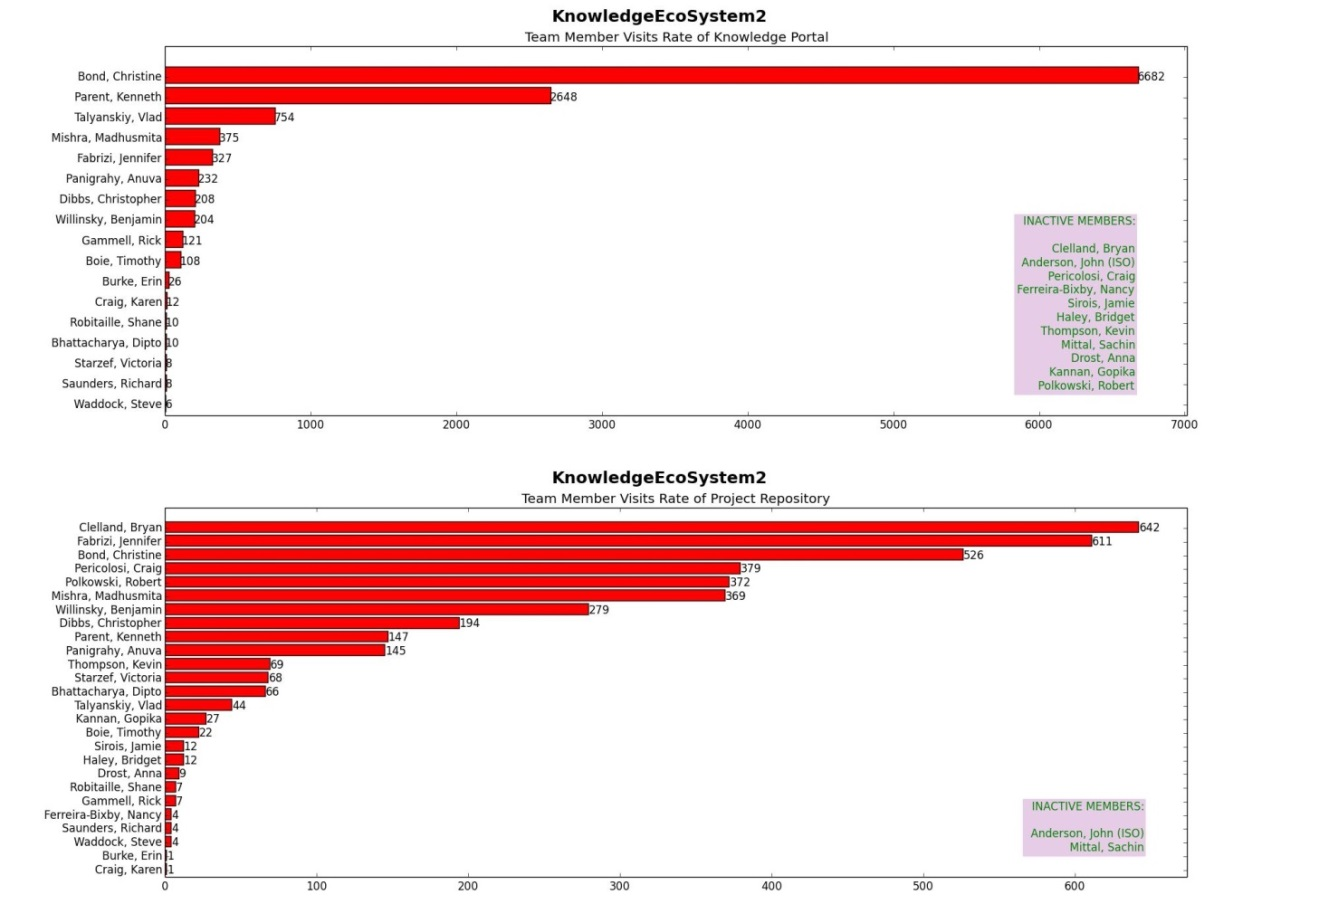 KnowledgeEcoSystem2
Team Member Visits Rate of Knowledge Portal
Bond, Christine 6682
Parent, Kenneth 2648
Talyanskiy, Vlad 754
Mishra, Madhusmita 375
Fabrizi, Jennifer 327
Panigrahy, Anuva 232
Dibbs, Christopher 208
Willinsky, Benjamin 204
Gammell, Rick 121
Boie, Timothy 108
Burke, Erin 26
Craig, Karen 12
Robitaille, Shane 10
Bhattacharya, Dipto 10
Starzef, Victoria 8
Saunders, Richard 8
Waddock, Steve 6
INACTIVE MEMBERS:
Clelland, Bryan
Anderson, John (ISO)
Pericolosi, Craig
Ferreira-Bixby, Nancy
Sirois, Jamie
Haley, Bridget
Thompson, Kevin
Mittal, Sachin
Drost, Anna
Kannan, Gopika
Polkowski, Robert
0 1000 2000 3000 4000 5000 6000 7000
KnowledgeEcoSystem2
Team Member Visits Rate of Project Repository
Clelland, Bryan 642
Fabrizi, Jennifer 611
Bond, Christine 526
Pericolosi, Craig 379
Polkowski, Robert 372
Mishra, Madhusmita 369
Willinsky, Benjamin 279
Dibbs, Christopher 194
Parent, Kenneth 147
Panigrahy, Anuva 145
Thompson, Kevin 69
Starzef, Victoria 68
Bhattacharya, Dipto 66
Talyanskiy, Vlad 44
Kannan, Gopika 27
Boie, Timothy 22
Sirois, Jamie 12
Haley, Bridget 12
Drost, Anna 9
Robitaille, Shane 7
Gammell, Rick 7
Ferreira-Bixby, Nancy 4
Saunders, Richard 4
Waddock, Steve 4
Burke, Erin 1
Craig, Karen 1
INACTIVE MEMBERS:
Anderson, John (ISO)
Mittal, Sachin
0 100 200 300 400 500 600